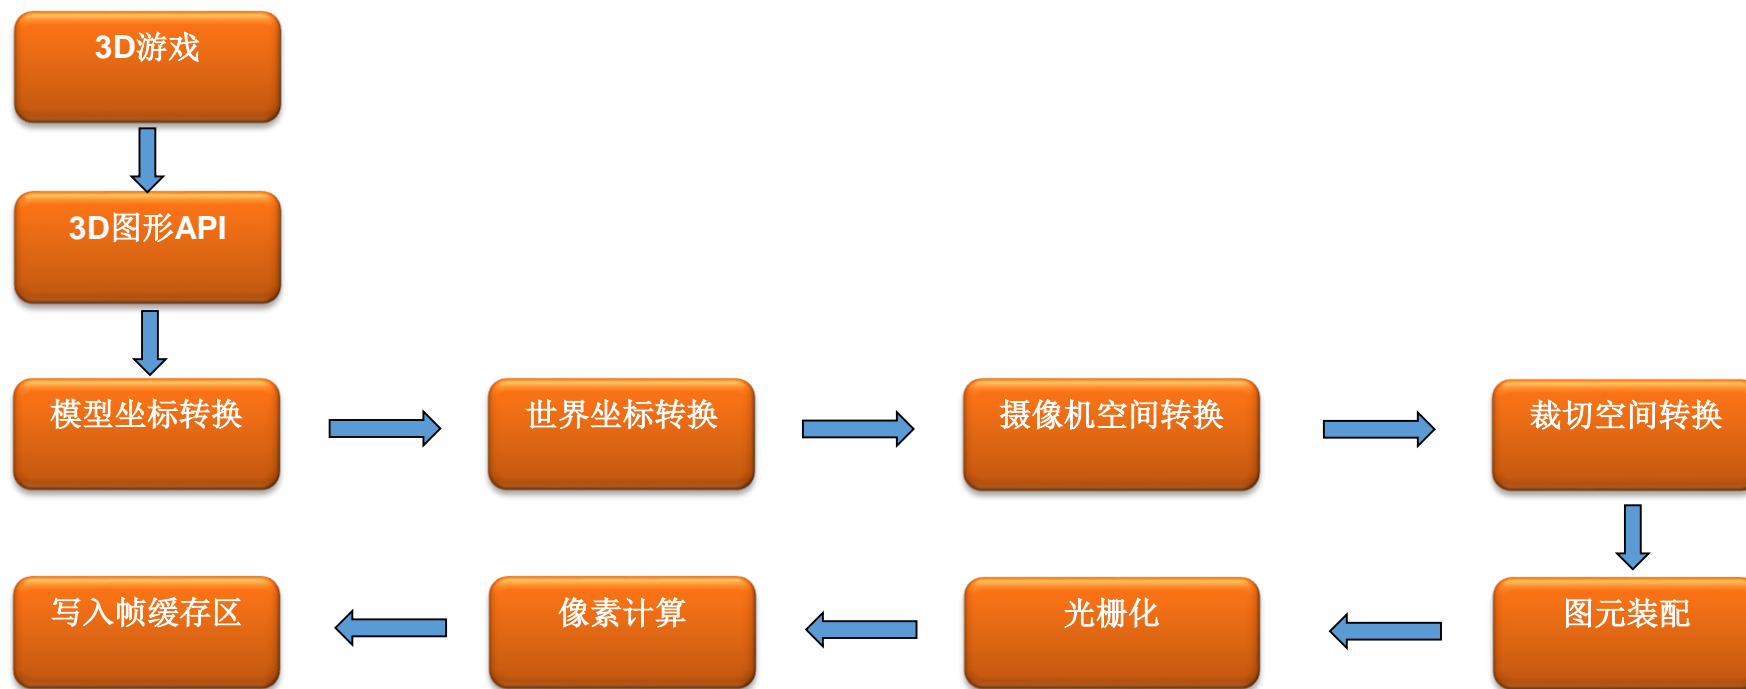 3D游戏
3D图形API
模型坐标转换
世界坐标转换
摄像机空间转换
裁切空间转换
图元装配
光栅化
像素计算
写入帧缓存区